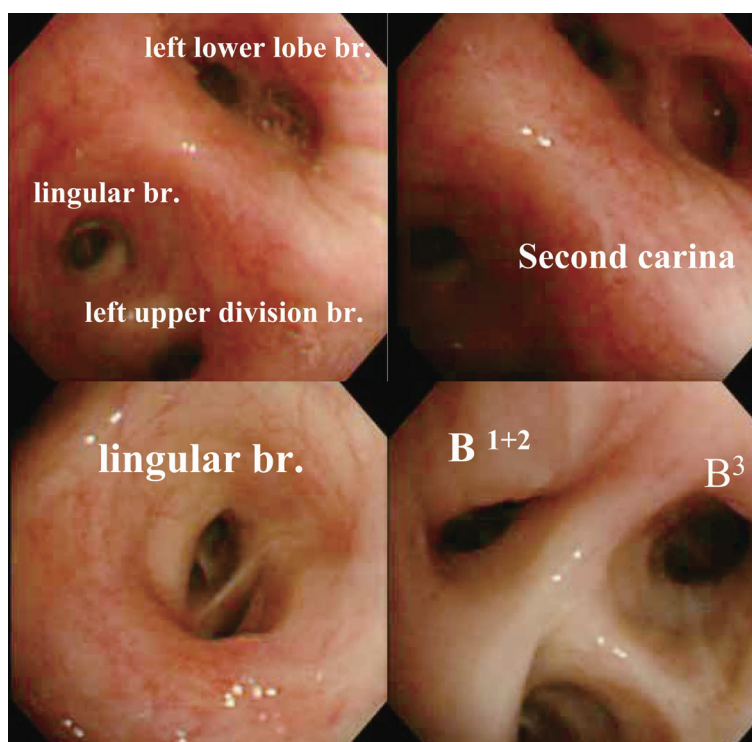 left lower lobe br.
lingular br.
left upper division br.
Second carina
lingular br.
B 1+2
B3